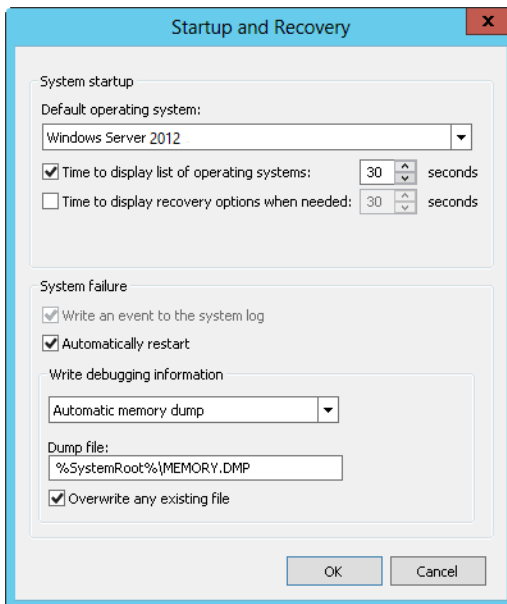 Startup and Recovery
x
System startup
Default operating system:
Windows Server 2012
Time to display list of operating systems: 30 seconds
Time to display recovery options when needed: 30 seconds
System failure
Write an event to the system log
Automatically restart
Write debugging information
Automatic memory dump
Dump file:
%SystemRoot%\MEMORY.DMP
Overwrite any existing file
OK Cancel